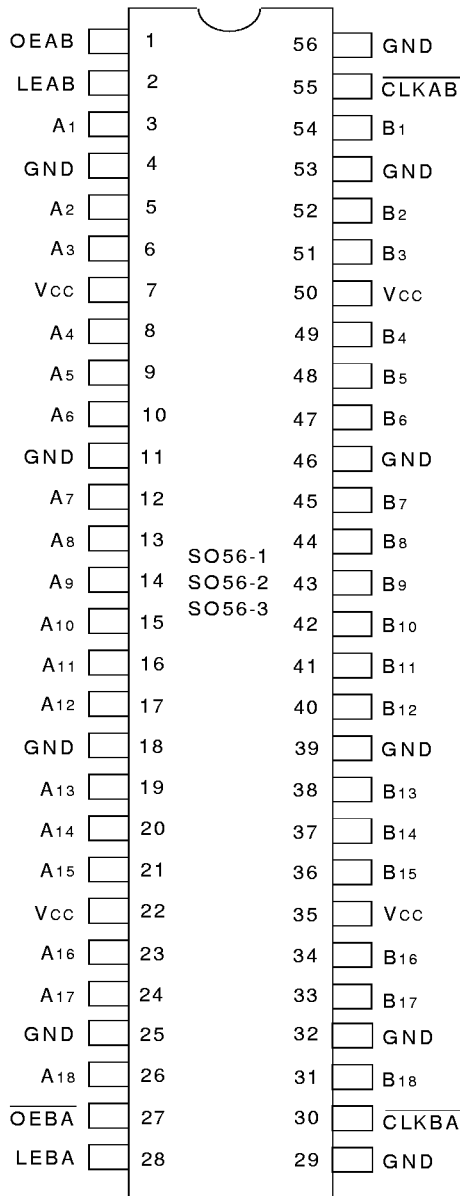 OEAB 1 56 GND
LEAB 2 55 CLKAB
A1 3 54 B1
GND 4 53 GND
A2 5 52 B2
A3 6 51 B3
VCC 7 50 VCC
A4 8 49 B4
A5 9 48 B5
A6 10 47 B6
GND 11 46 GND
A7 12 45 B7
A8 13 44 B8
SO56-1
A9 14 43 B9
SO56-2
SO56-3
A10 15 42 B10
A11 16 41 B11
A12 17 40 B12
GND 18 39 GND
A13 19 38 B13
A14 20 37 B14
A15 21 36 B15
VCC 22 35 VCC
A16 23 34 B16
A17 24 33 B17
GND 25 32 GND
A18 26 31 B18
OEBA 27 30 CLKBA
LEBA 28 29 GND